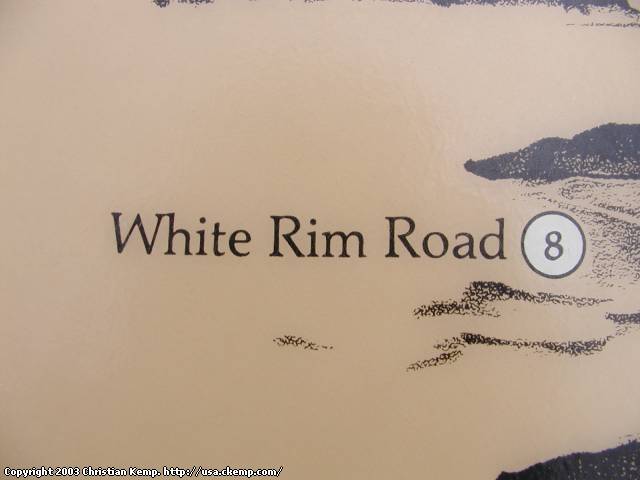 White Rim Road 8
Copyright 2003 Christian Kemp. http://usa.ckemp.com/